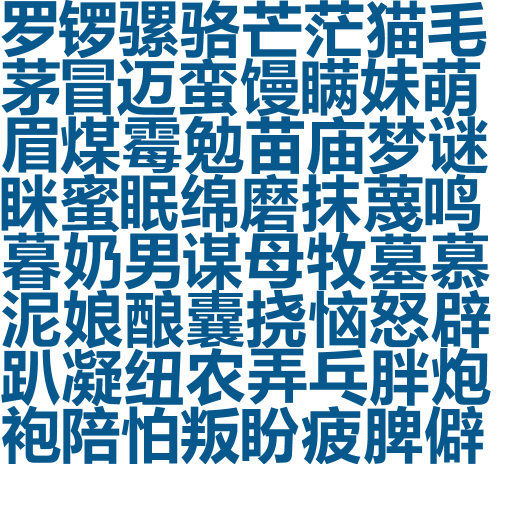 罗锣骡骆芒茫猫毛
茅冒迈蛮馒瞒妹萌
眉煤霉勉苗庙梦谜
眯蜜眠绵磨抹蔑鸣
暮奶男谋母牧墓慕
泥娘酿囊挠恼怒辟
趴凝纽农弄乓胖炮
袍陪怕叛盼疲脾僻